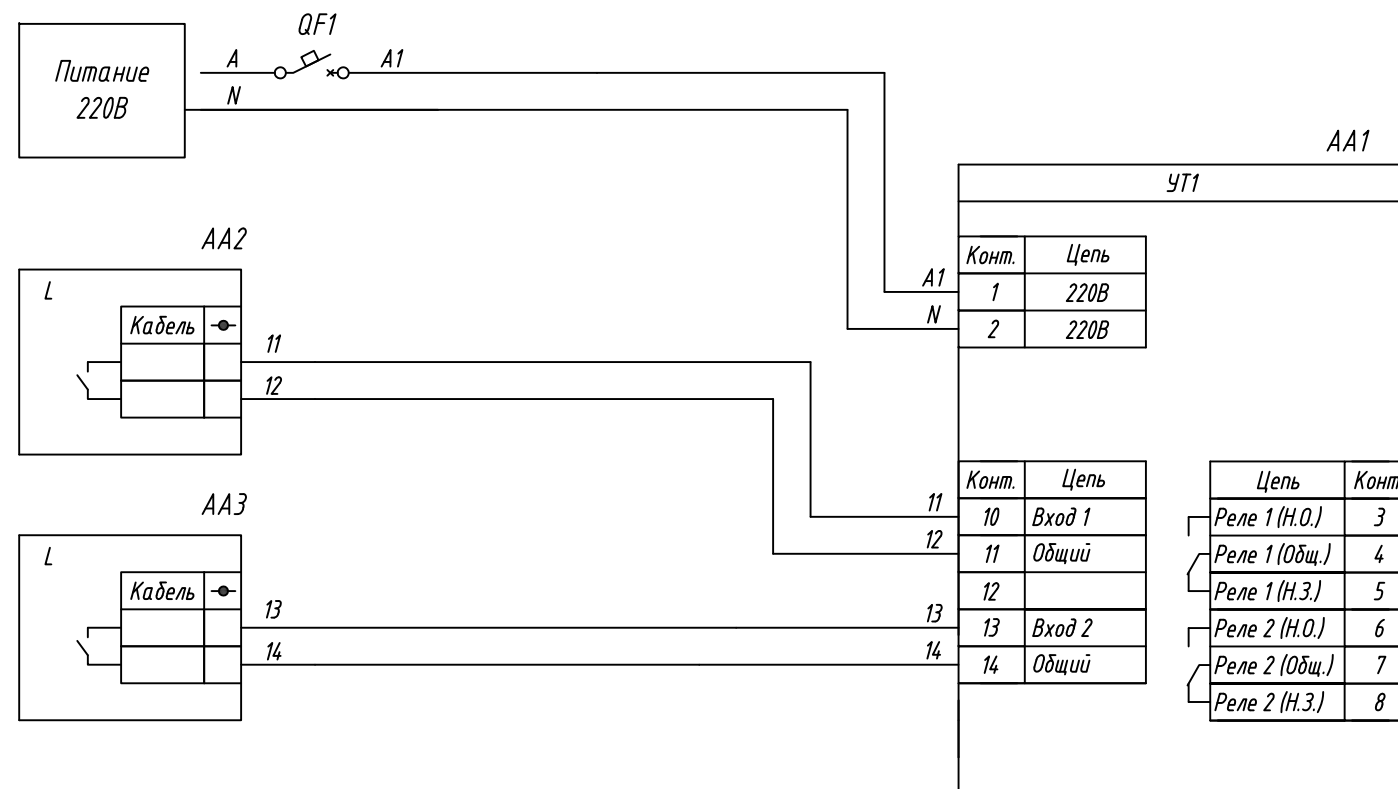 QF1
Питание
220В
A
A1
N
AA1
УТ1
AA2
Конт. Цепь
A1 1 220В
N 2 220В
L
Кабель
11
12
AA3
Конт. Цепь
11 10 Вход 1
12 11 Общий
12
13 13 Вход 2
14 14 Общий
Цепь Конт
Реле 1 (Н.О.) 3
Реле 1 (Общ.) 4
Реле 1 (Н.З.) 5
Реле 2 (Н.О.) 6
Реле 2 (Общ.) 7
Реле 2 (Н.З.) 8
L
Кабель
13
14